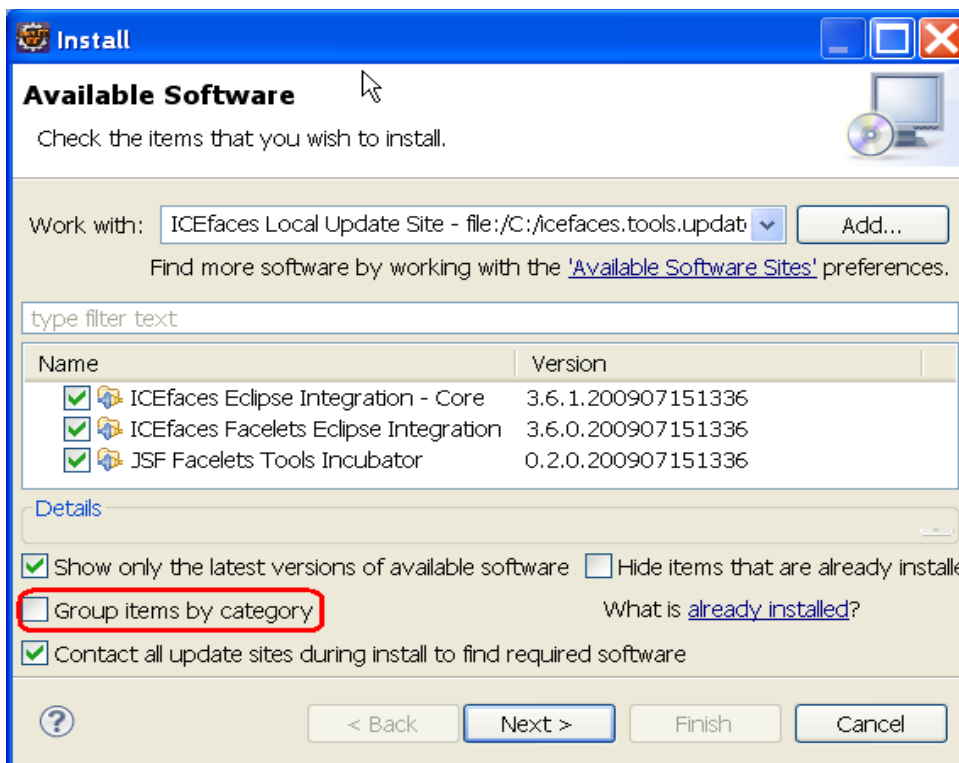 Install
Available Software
Check the items that you wish to install.
Work with: ICEfaces Local Update Site - file:/C:/icefaces.tools.updat Add...
Find more software by working with the 'Available Software Sites' preferences.
type filter text
Name Version
ICEfaces Eclipse Integration - Core 3.6.1.200907151336
ICEfaces Facelets Eclipse Integration 3.6.0.200907151336
JSF Facelets Tools Incubator 0.2.0.200907151336
Details
Show only the latest versions of available software Hide items that are already installe
Group items by category What is already installed?
Contact all update sites during install to find required software
? < Back Next > Finish Cancel